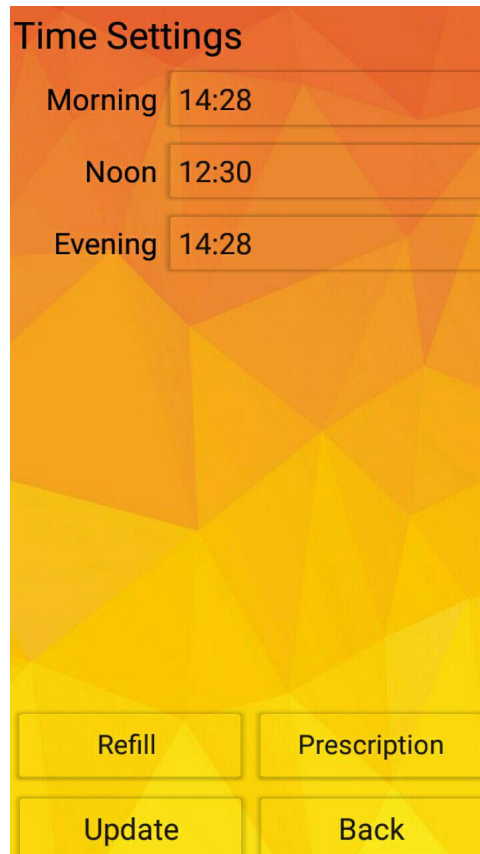 Time Settings
Morning 14:28
Noon 12:30
Evening 14:28
Refill Prescription
Update Back